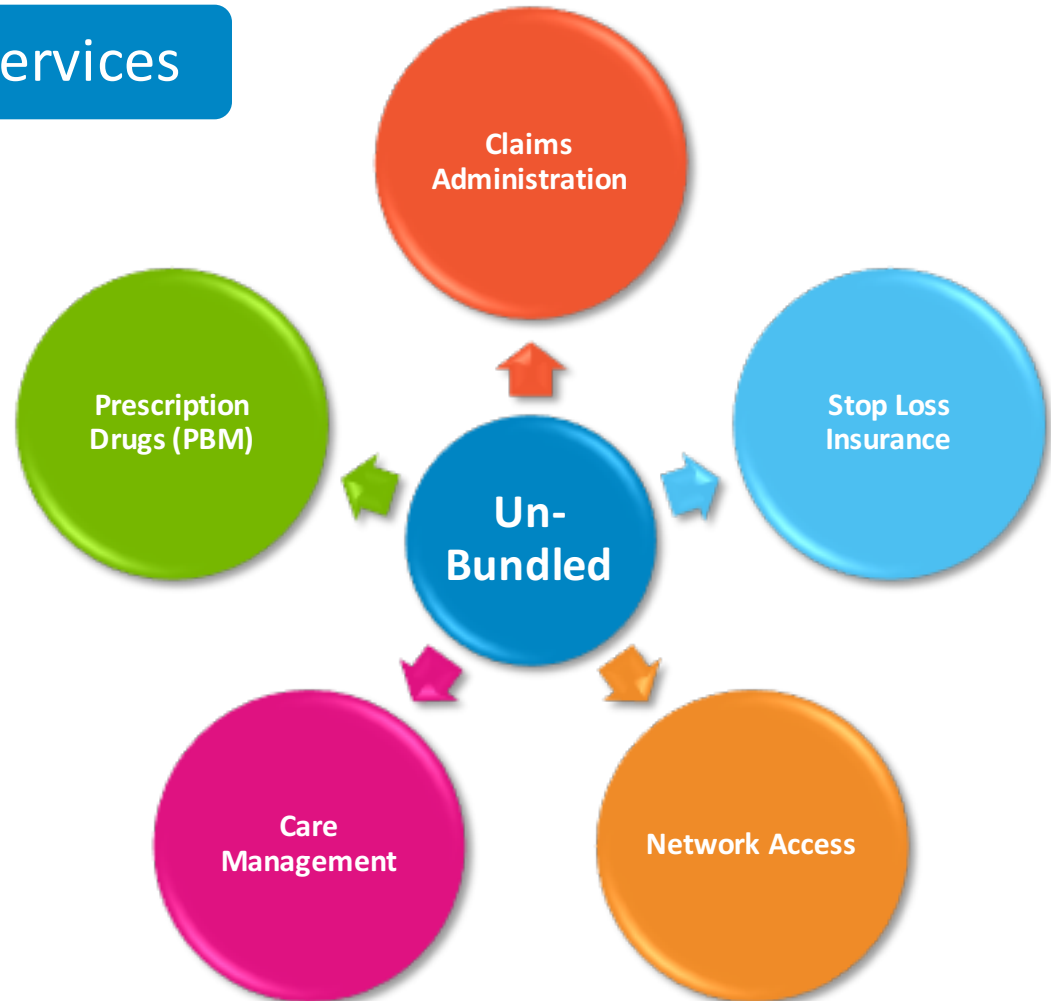 ervices
Claims
Administration
Prescription
Drugs (PBM)
Stop Loss
Insurance
Un-
Bundled
Care
Management
Network Access